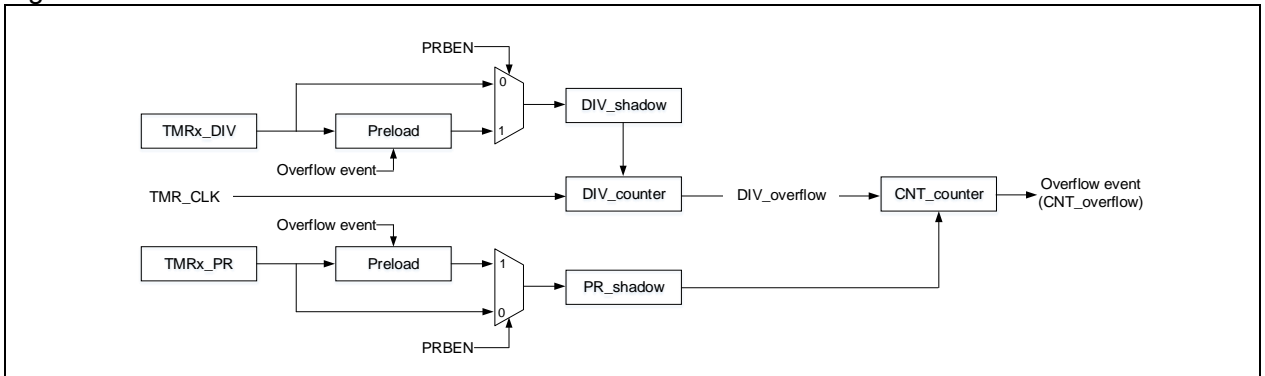 PRBEN
0
DIV_shadow
TMRx_DIV
Preload
1
Overflow event
TMR_CLK
DIV_counter
DIV_overflow
CNT_counter
Overflow event
(CNT_overflow)
Overflow event
TMRx_PR
Preload
1
PR_shadow
0
PRBEN